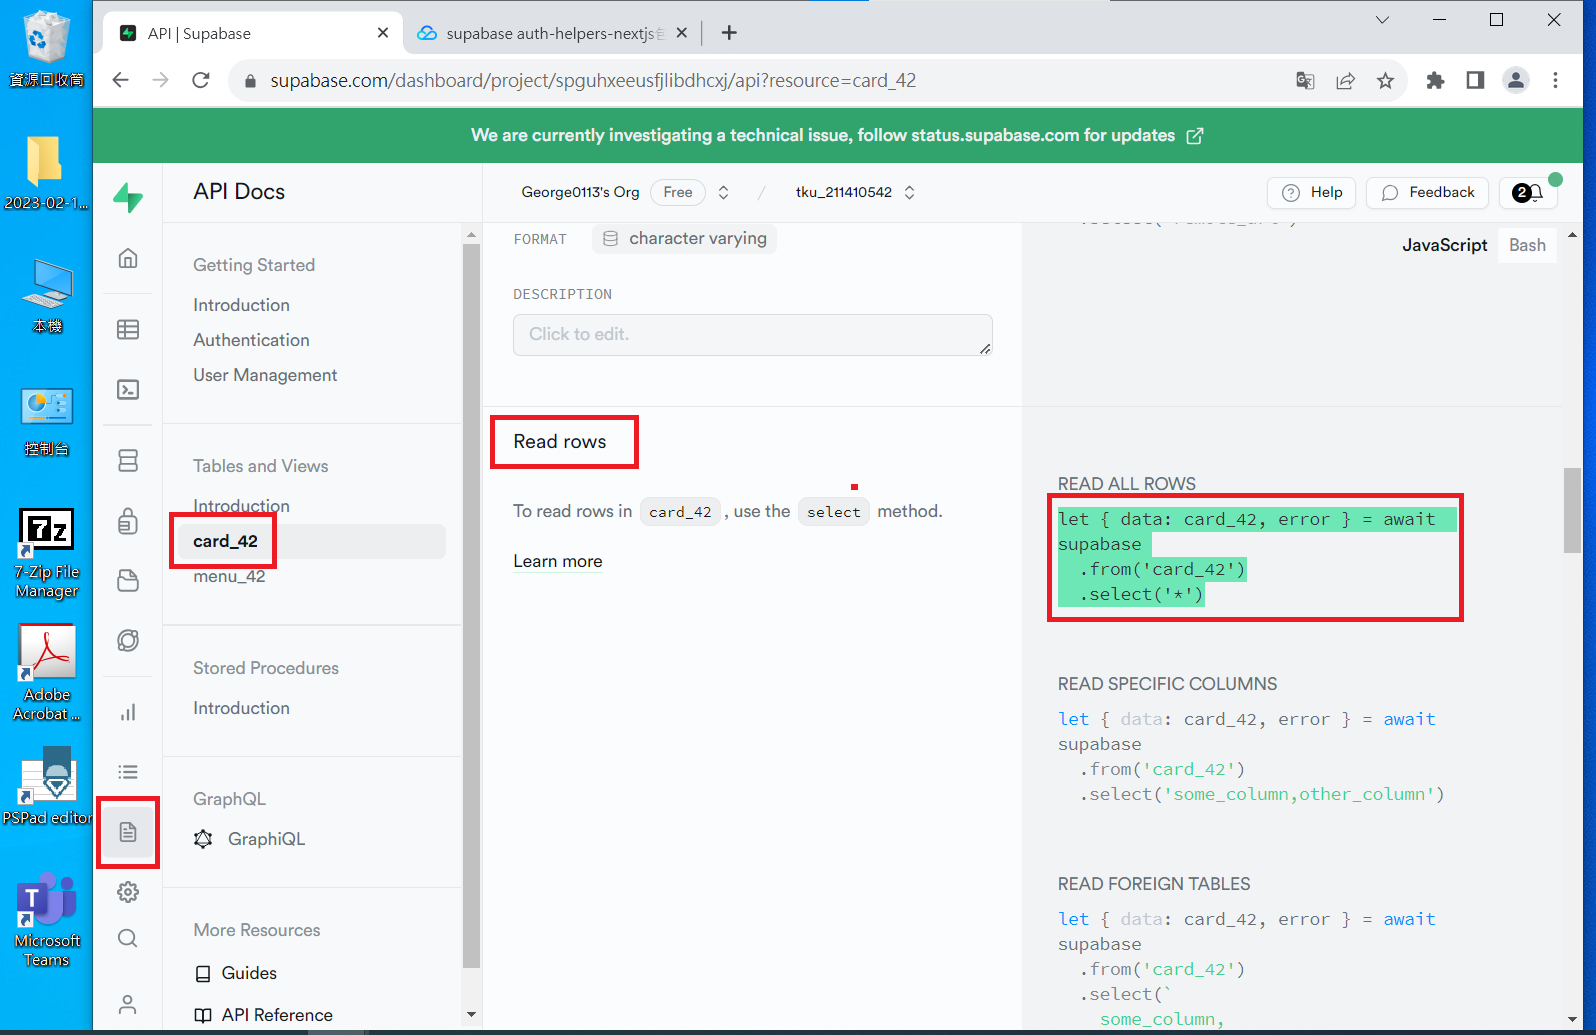 資源回收筒
2023-02-1...
本機
控制台
7-Zip File
Manager
Adobe
Acrobat ...
PSPad editor
Microsoft
Teams
API | Supabase
supabase auth-helpers-nextjs
supabase.com/dashboard/project/spguhxeeusfjlibdhcxj/api?resource=card_42
We are currently investigating a technical issue, follow status.supabase.com for updates
API Docs
George0113's Org
Free
/
tku_211410542
Help
Feedback
2
Getting Started
Introduction
Authentication
User Management
Tables and Views
Introduction
card_42
menu_42
Stored Procedures
Introduction
GraphQL
GraphiQL
More Resources
Guides
API Reference
FORMAT
character varying
DESCRIPTION
Click to edit.
Read rows
To read rows in card_42 , use the select method.
Learn more
JavaScript
Bash
READ ALL ROWS
let { data: card_42, error } = await
supabase
.from('card_42')
.select('*')
READ SPECIFIC COLUMNS
let { data: card_42, error } = await
supabase
.from('card_42')
.select('some_column,other_column')
READ FOREIGN TABLES
let { data: card_42, error } = await
supabase
.from('card_42')
.select(`
some_column,